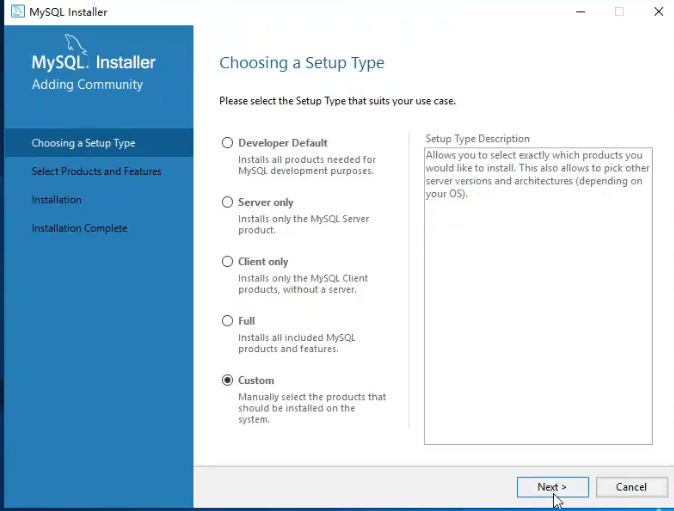 MySQL Installer
MySQL. Installer
Adding Community
Choosing a Setup Type
Select Products and Features
Installation
Installation Complete
Choosing a Setup Type
Please select the Setup Type that suits your use case.
Developer Default
Installs all products needed for
MySQL development purposes.
Server only
Installs only the MySQL Server
product.
Client only
Installs only the MySQL Client
products, without a server.
Full
Installs all included MySQL
products and features.
Custom
Manually select the products that
should be installed on the
system.
Setup Type Description
Allows you to select exactly which products you
would like to install. This also allows to pick other
server versions and architectures (depending on
your OS).
Next >
Cancel